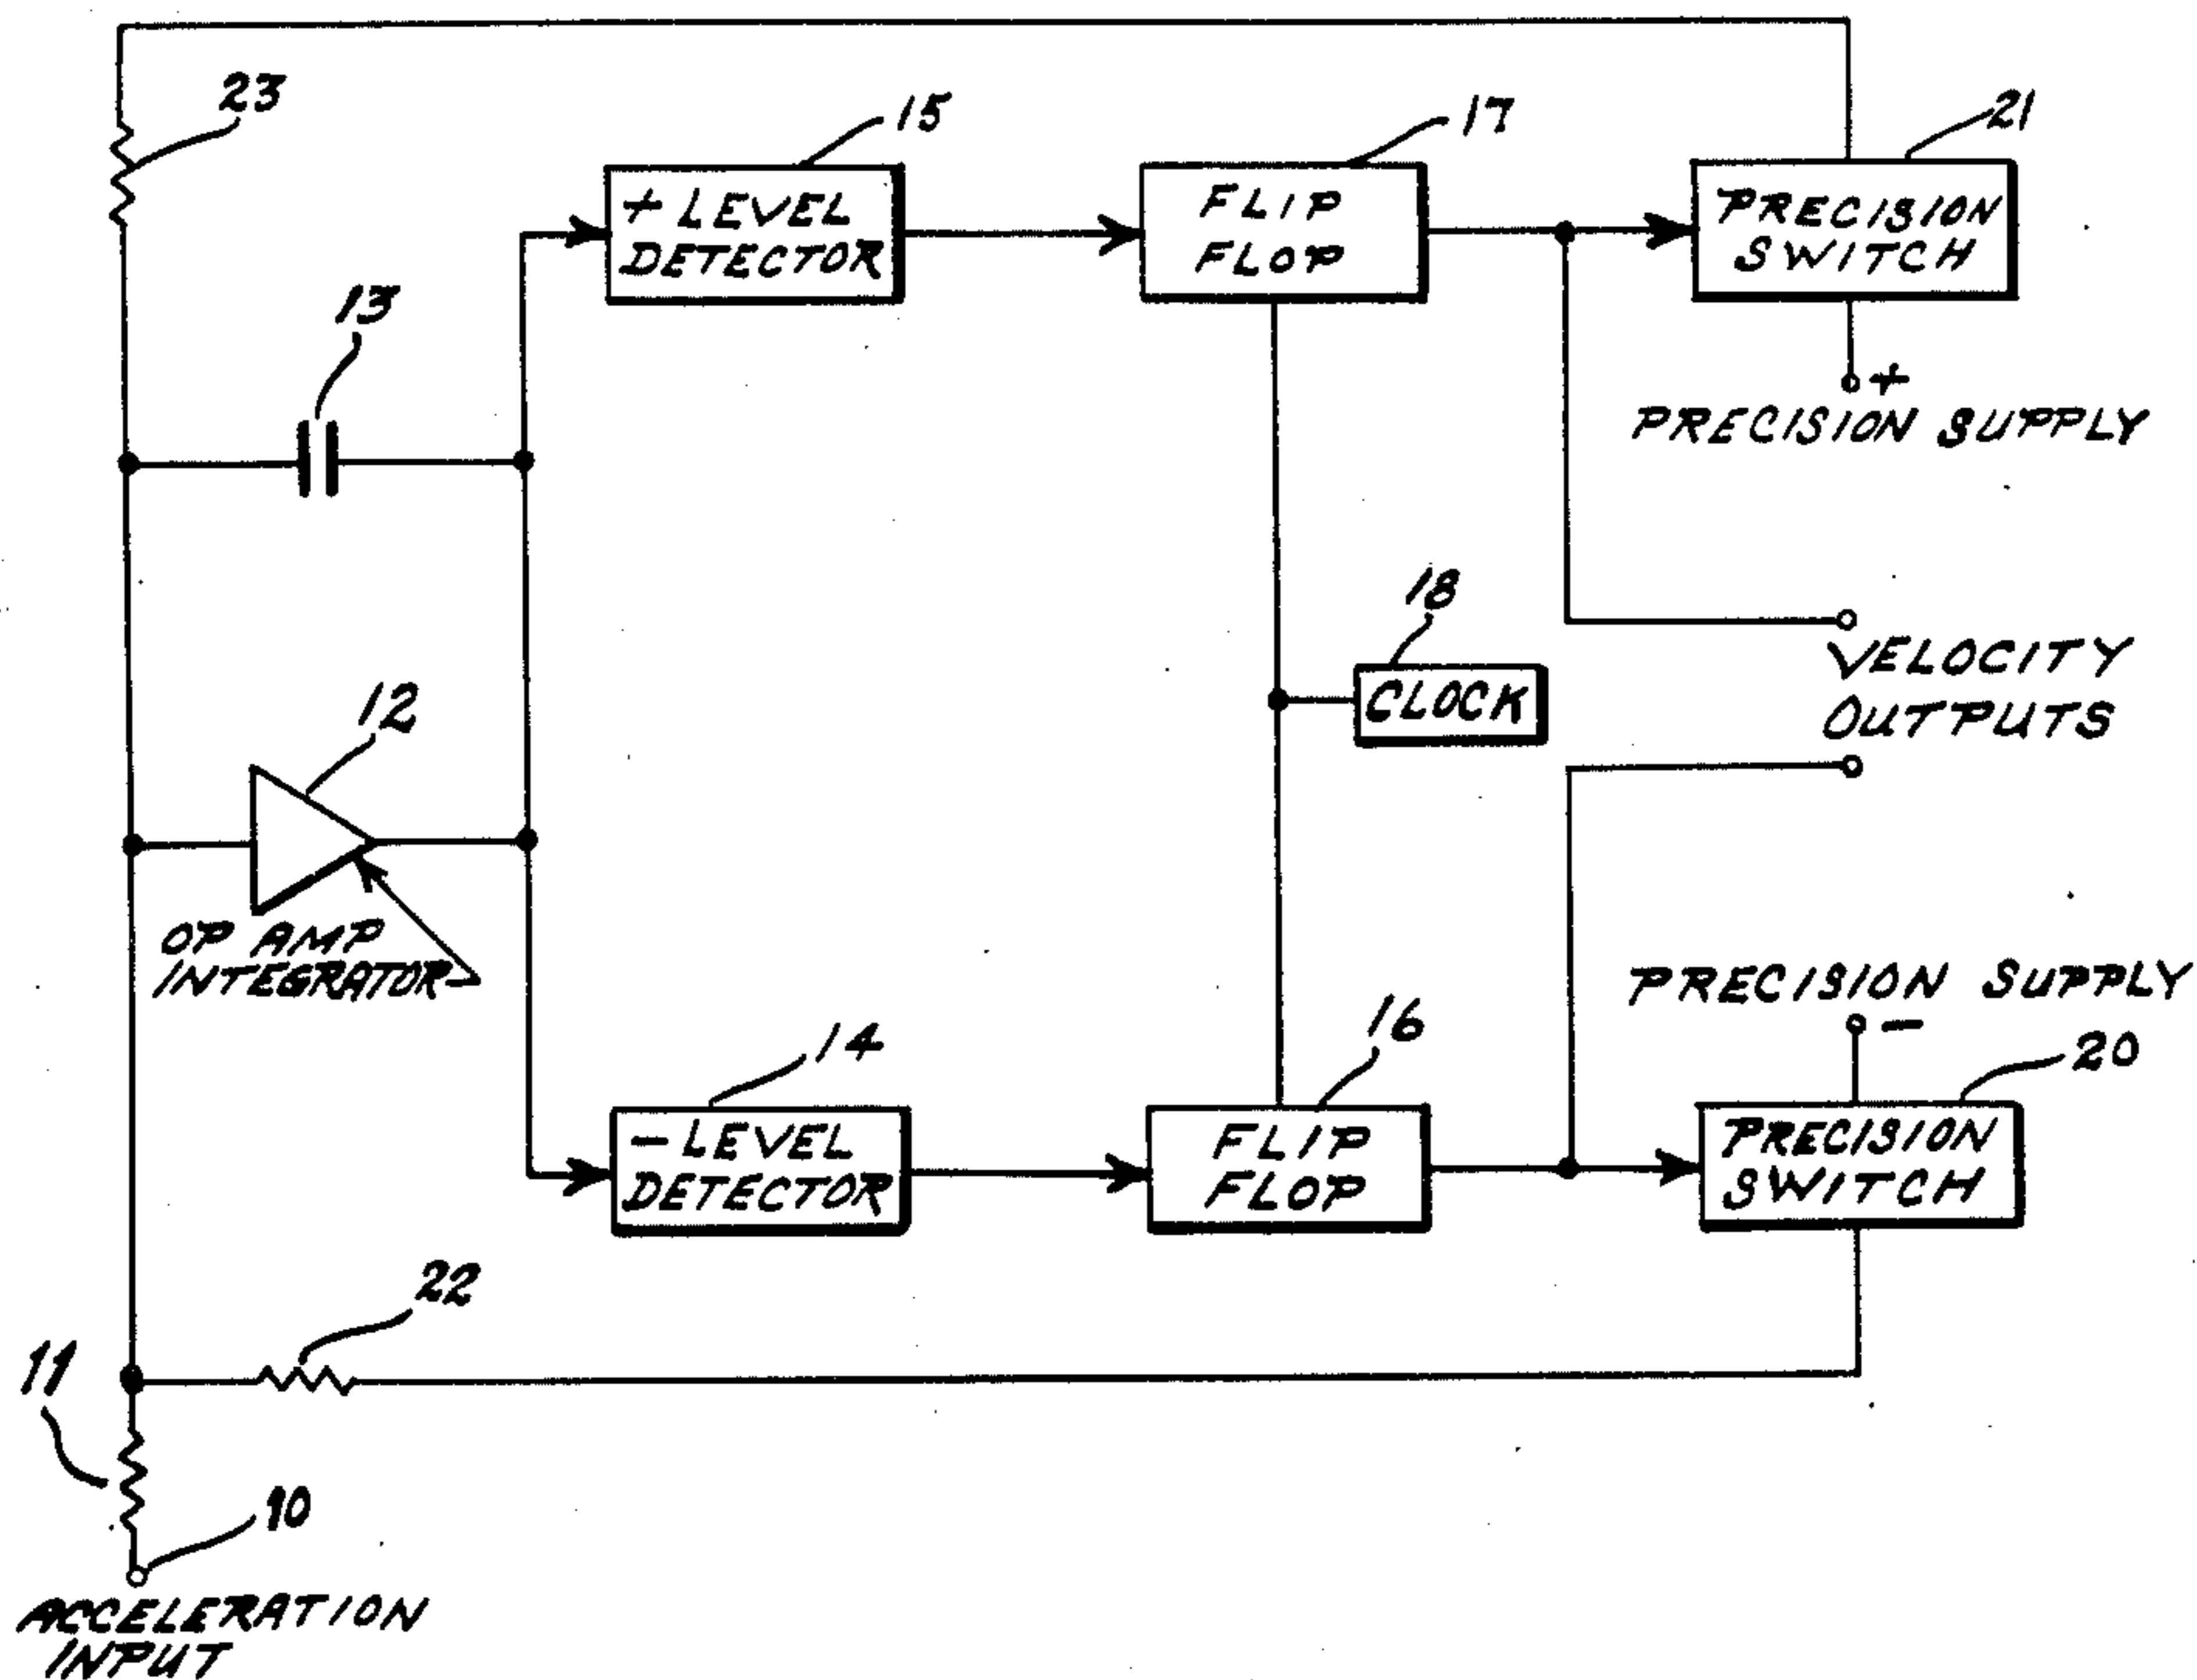 23
15
17
21
+ LEVEL
DETECTOR
FLIP
FLOP
PRECISION
SWITCH
13
+
PRECISION SUPPLY
18
CLOCK
VELOCITY
OUTPUTS
12
OP AMP
INTEGRATOR
PRECISION SUPPLY
-
20
14
16
- LEVEL
DETECTOR
FLIP
FLOP
PRECISION
SWITCH
22
11
10
ACCELERATION
INPUT